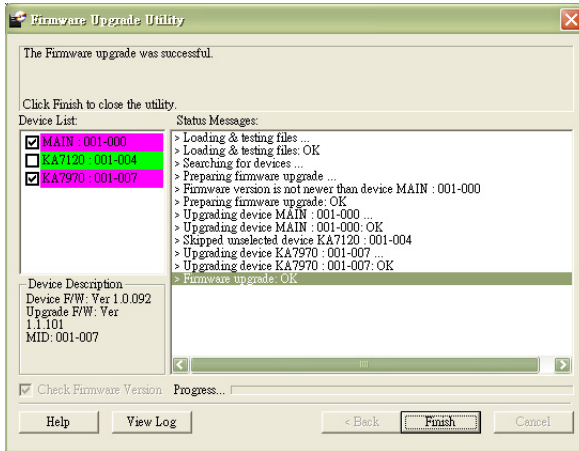 Firmware Upgrade Utility
The Firmware upgrade was
successful.
Click Finish to close the utility.
Device List:
MAIN : 001-000
KA7120 : 001-004
KA7970 : 001-007
Status Messages:
> Loading & testing files ...
> Loading & testing files: OK
> Searching for devices ...
> Preparing firmware upgrade ...
> Firmware version is not newer than device MAIN : 001-000
> Preparing firmware upgrade: OK
> Upgrading device MAIN : 001-000 ...
> Upgrading device MAIN : 001-000: OK
> Skipped unselected device KA7120 : 001-004
> Upgrading device KA7970 : 001-007 ...
> Upgrading device KA7970 : 001-007: OK
> Firmware upgrade: OK
Device Description
Device F/W: Ver 1.0.092
Upgrade F/W: Ver
1.1.101
MID: 001-007
Check Firmware Version
Progress...
Help
View Log
< Back
Finish
Cancel